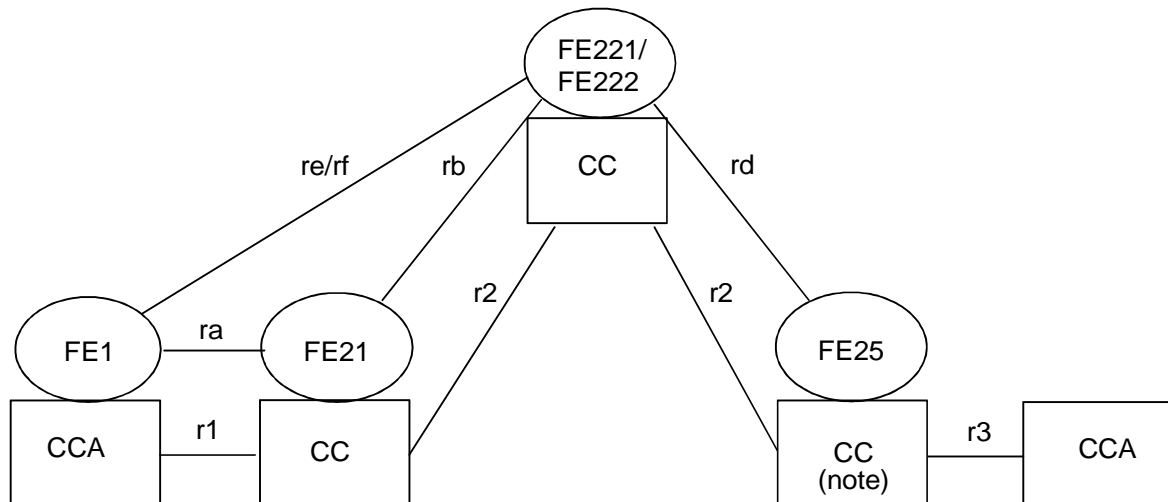 FE221/
FE222
CC
re/rf
rb
rd
r2
r2
ra
FE1
FE21
FE25
CCA
r1
CC
CC
(note)
r3
CCA